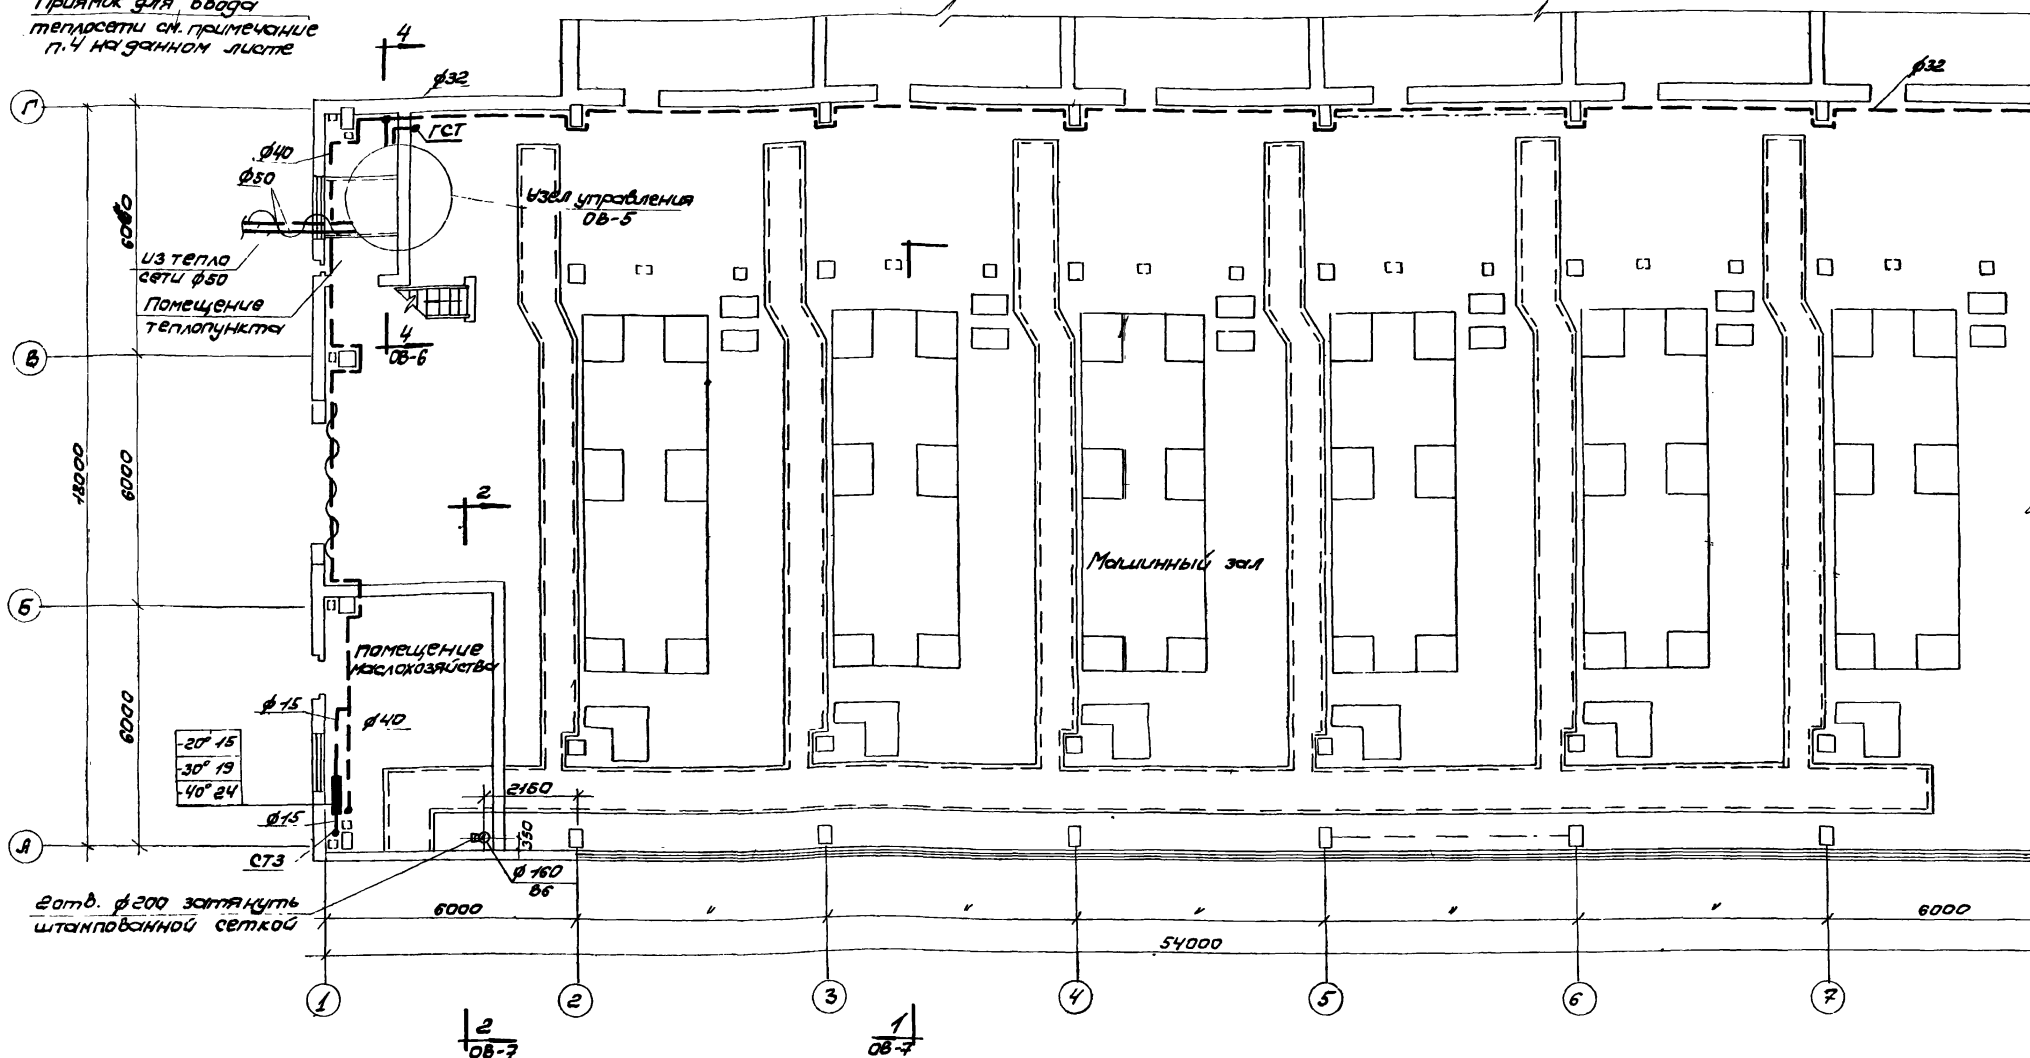 Приямок для ввода
теплосети см. примечание
п.4 на данном листе
4
ф32
ф32
Г
ГСТ
ф40
ф50
Узел управления
ОВ-5
6000
из тепло
сети ф50
Помещение
теплопункта
4
ОВ-6
В
18000
6000
2
Машинный зал
Б
помещение
маслохозяйства
6000
ф15
ф40
-20° 15
-30° 19
-40° 24
2160
ф15
350
А
СТ3
ф160
В6
2 отв. ф200 затянуть
штампованной сеткой
6000
"
"
"
"
"
6000
54000
1
2
3
4
5
6
7
2
ОВ-7
1
ОВ-7